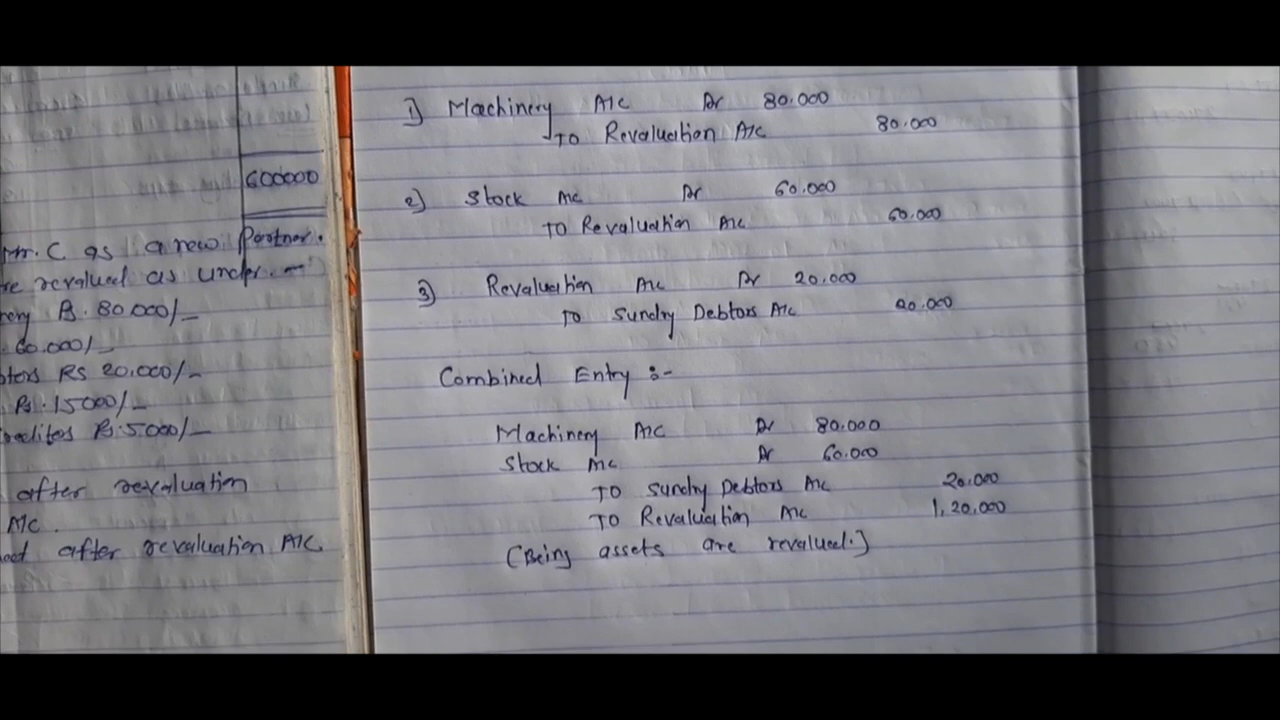 600000
Mr. C as a new Partner.
re revalued as under.
nery Rs. 80.000/-
. 60.000/-
btors RS 20.000/-
Rs. 15000/-
reditos Rs. 5.000/-
after revaluation
A/C.
eet after revaluation A/C.
1) Machinery A/C Dr 80.000
TO Revaluation A/C 80.000
2) Stock A/C Dr 60.000
TO Revaluation A/C 60.000
3) Revaluation A/C Dr 20.000
TO Sundry Debtors A/C 20.000
Combined Entry :-
Machinery A/C Dr 80.000
Stock A/C Dr 60.000
TO Sundry Debtors A/C 20.000
TO Revaluation A/C 1,20.000
(Being assets are revalued.)